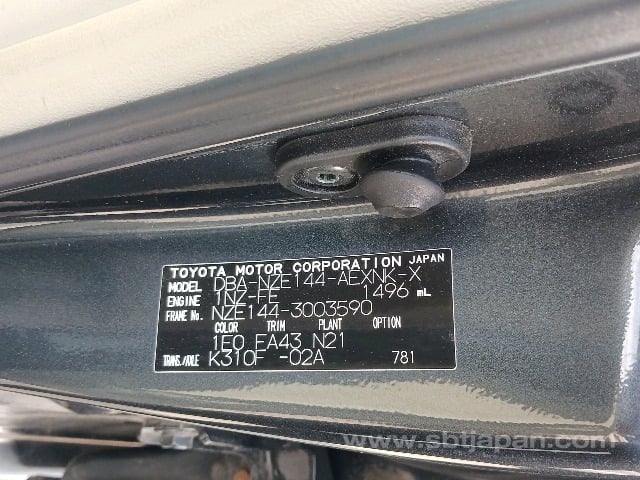 TOYOTA MOTOR CORPORATION JAPAN
MODEL DBA-NZE144-AEXNK-X
ENGINE 1NZ-FE 1496 mL
FRAME No. NZE144-3003590
COLOR TRIM PLANT OPTION
1E0 FA43 N21
TRANS./AXLE K310F -02A 781
www.sbtjapan.com